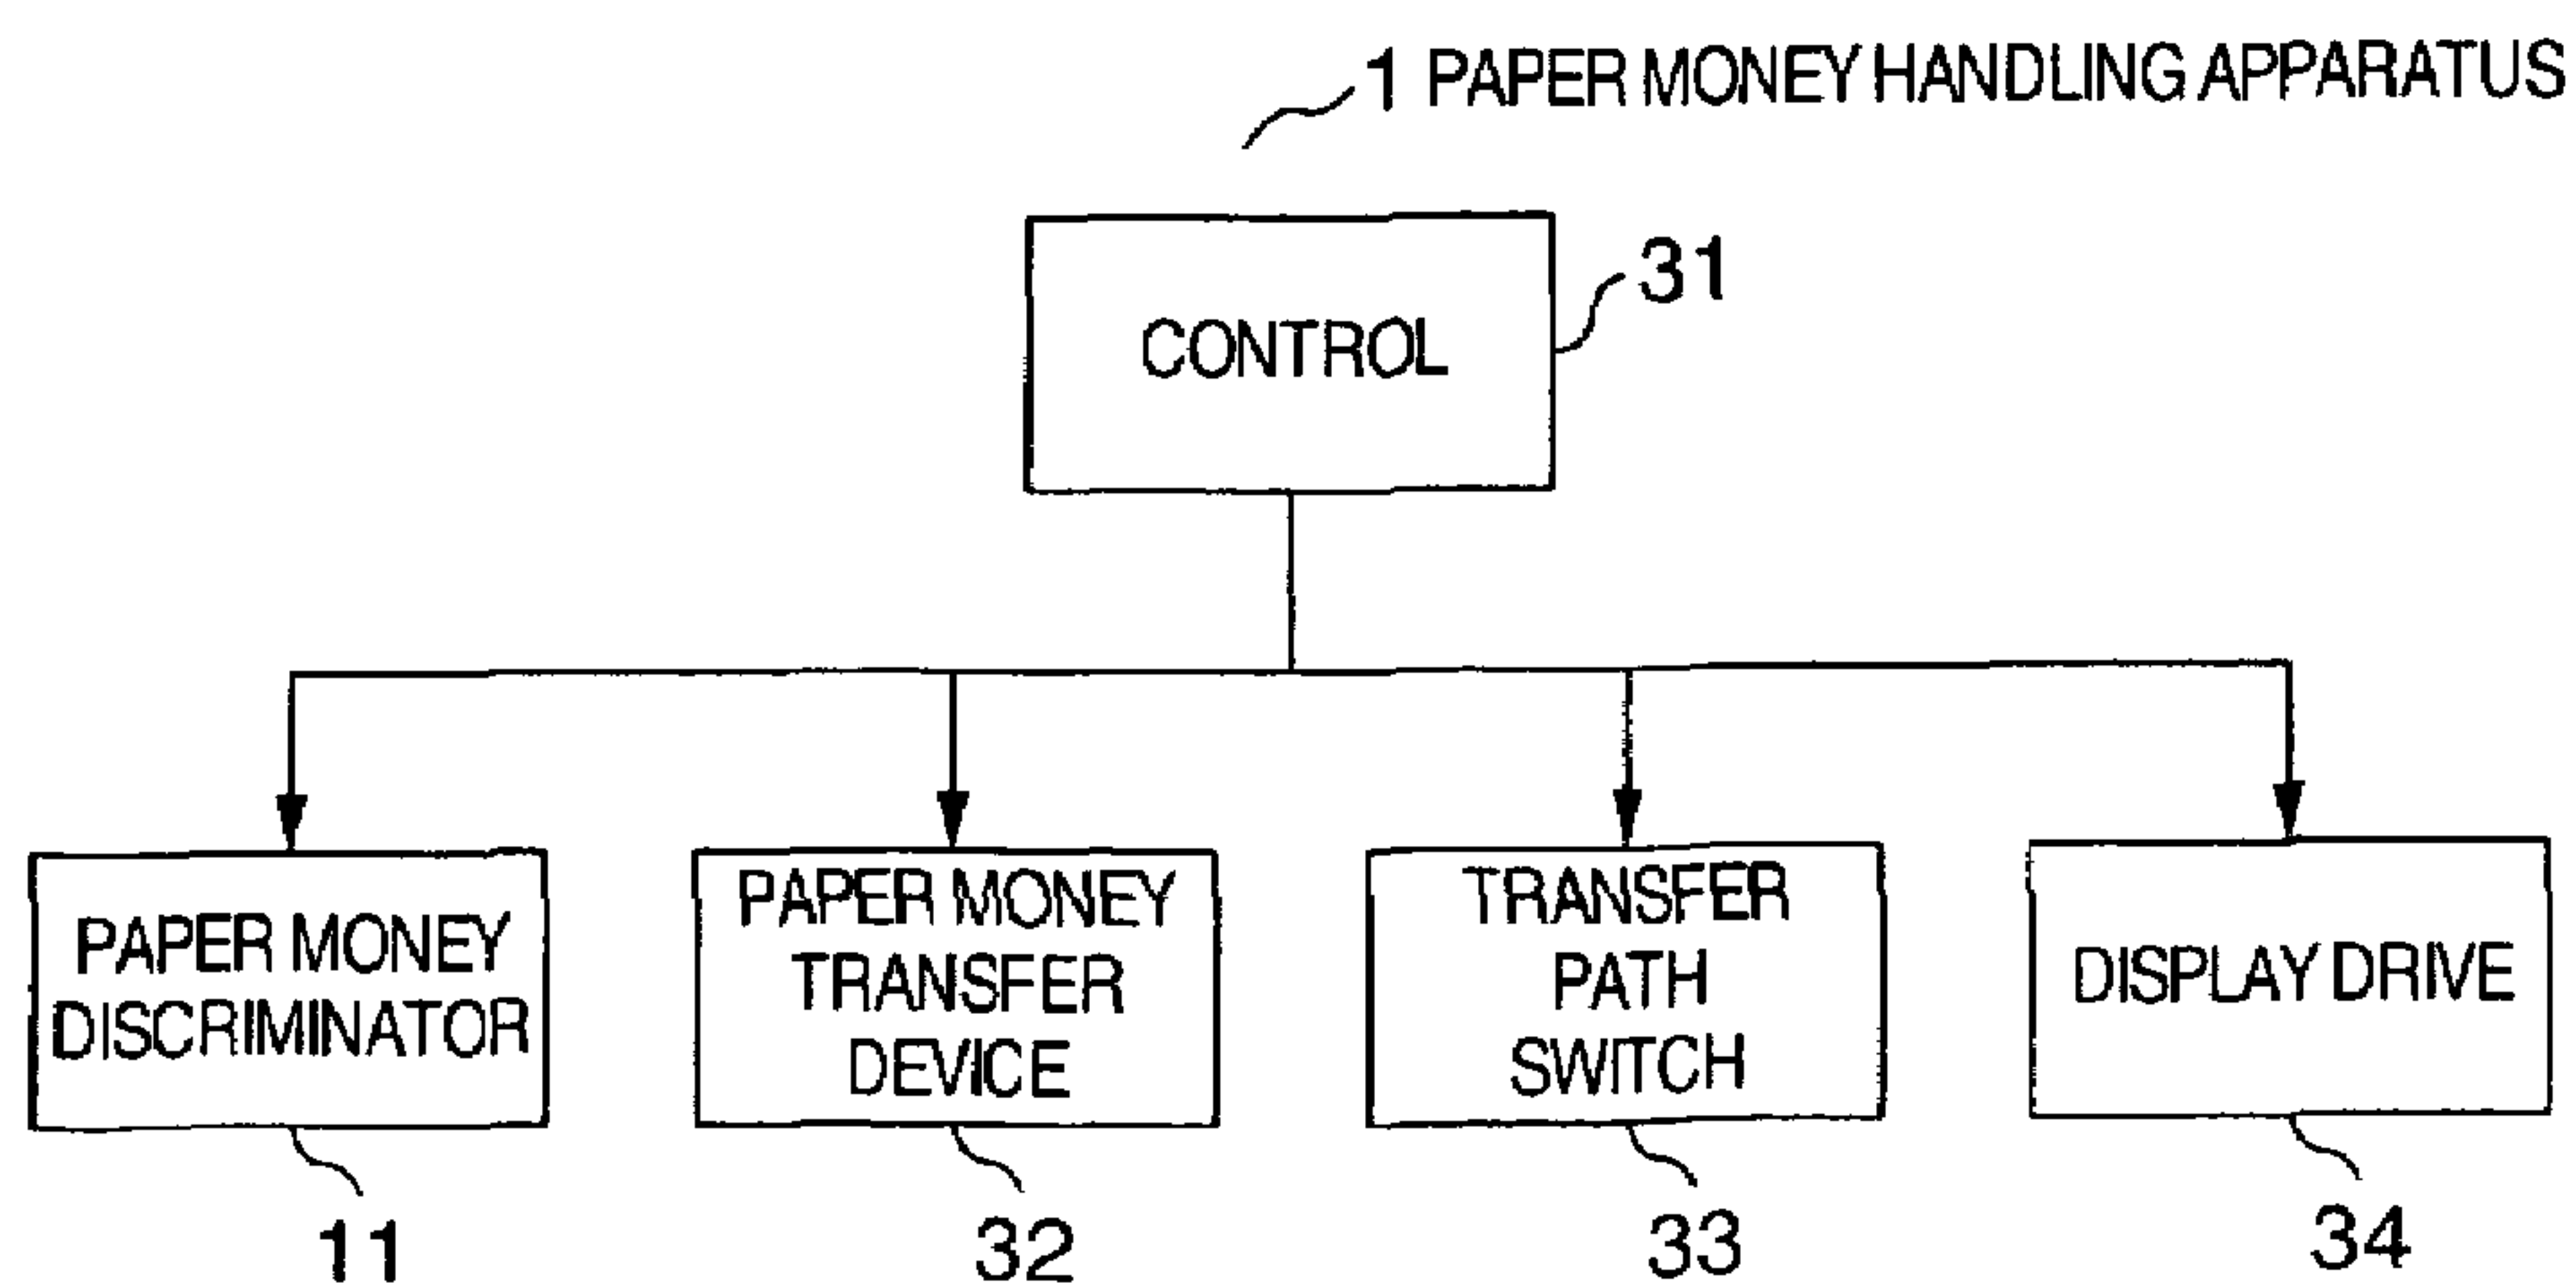 1 PAPER MONEY HANDLING APPARATUS
CONTROL
31
PAPER MONEY
DISCRIMINATOR
11
PAPER MONEY
TRANSFER
DEVICE
32
TRANSFER
PATH
SWITCH
33
DISPLAY DRIVE
34